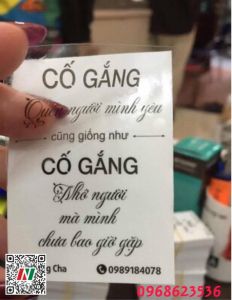 CỐ GẮNG
Quên người mình yêu
cũng giống như
CỐ GẮNG
Nhớ người
mà mình
chưa bao giờ gặp
Cha
0989184078
N
0968623536